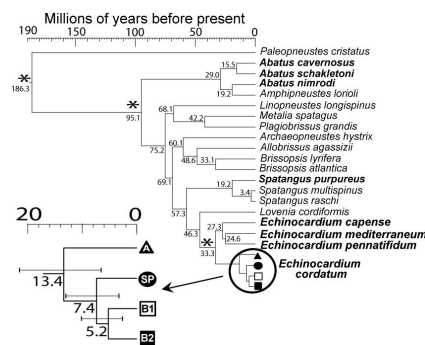 Millions of years before present
190 150 100 50 0
Paleopneustes cristatus
15.5 Abatus cavernosus
29.0 Abatus schakletoni
186.3
Abatus nimrodi
95.1 19.2 Amphipneustes lorioli
68.1 Linopneustes longispinus
42.2 Metalia spatagus
Plagiobrissus grandis
75.2
60.1 Archaeopneustes hystrix
48.6 Allobrissus agassizii
33.1 Brissopsis lyrifera
69.1 Brissopsis atlantica
19.2 Spatangus purpureus
3.4 Spatangus multispinus
57.3 Spatangus raschi
Lovenia cordiformis
46.3 27.3 Echinocardium capense
24.6 Echinocardium mediterraneum
33.3 Echinocardium pennatifidum
Echinocardium
cordatum
20 0
A
13.4 SP
7.4 B1
5.2 B2